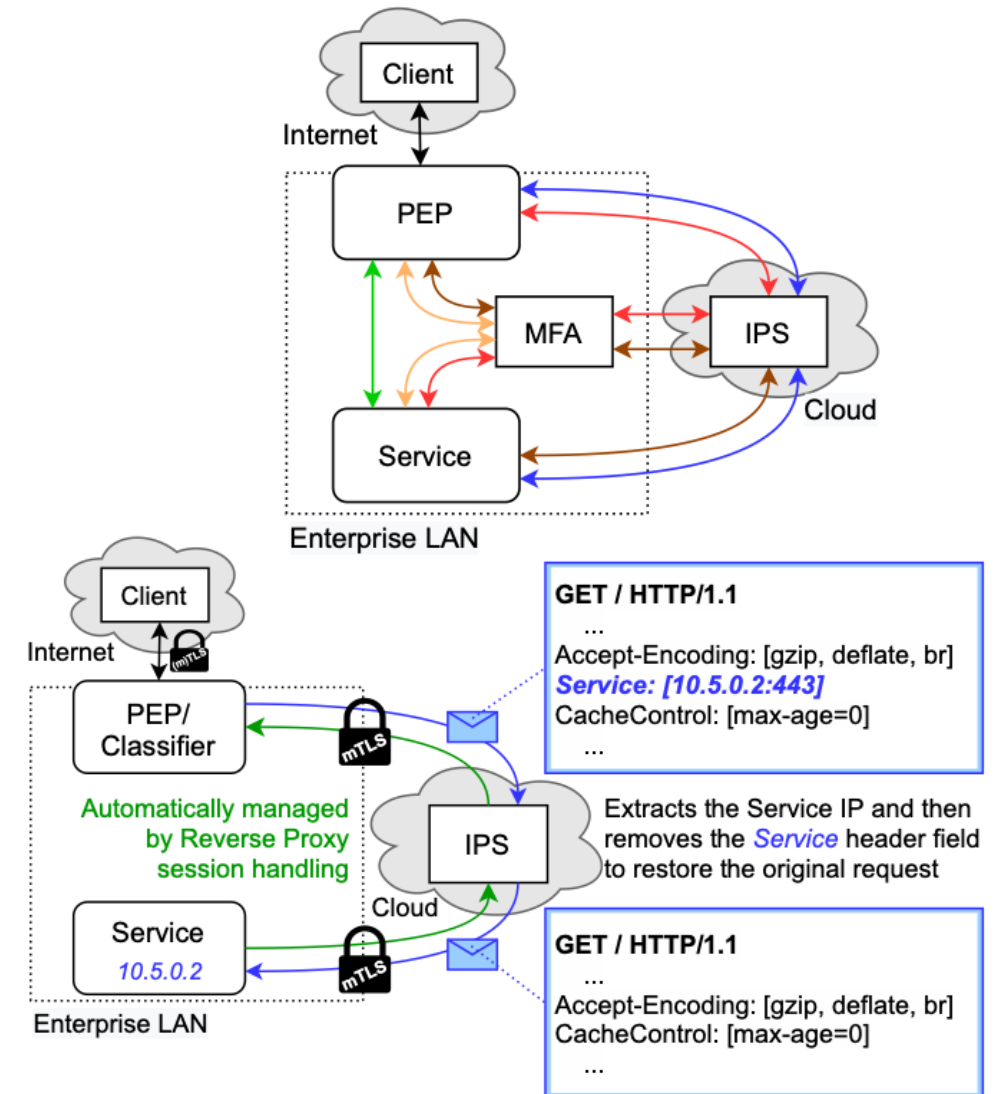 Client
Internet
PEP
MFA
IPS
Cloud
Service
Enterprise LAN
Client
Internet
(m)TLS
PEP/
Classifier
mTLS
Automatically managed
by Reverse Proxy
session handling
IPS
Cloud
Service
10.5.0.2
mTLS
Enterprise LAN
GET / HTTP/1.1
...
Accept-Encoding: [gzip, deflate, br]
Service: [10.5.0.2:443]
CacheControl: [max-age=0]
...
Extracts the Service IP and then
removes the Service header field
to restore the original request
GET / HTTP/1.1
...
Accept-Encoding: [gzip, deflate, br]
CacheControl: [max-age=0]
...